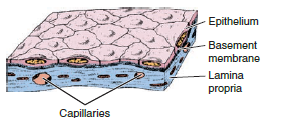 Epithelium
Basement
membrane
Lamina
propria
Capillaries